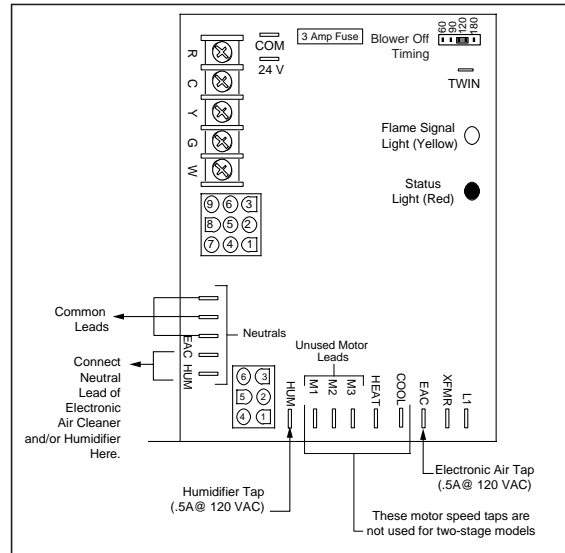 R
C
Y
G
W
COM
24 V
3 Amp Fuse
Blower Off
Timing
60
90
120
180
TWIN
Flame Signal
Light (Yellow)
Status
Light (Red)
9 6 3
8 5 2
7 4 1
Common
Leads
Neutrals
EAC
HUM
Connect
Neutral
Lead of
Electronic
Air Cleaner
and/or Humidifier
Here.
6 3
5 2
4 1
Unused Motor
Leads
HUM
M1
M2
M3
HEAT
COOL
EAC
XFMR
L1
Humidifier Tap
(.5A@ 120 VAC)
Electronic Air Tap
(.5A@ 120 VAC)
These motor speed taps are
not used for two-stage models